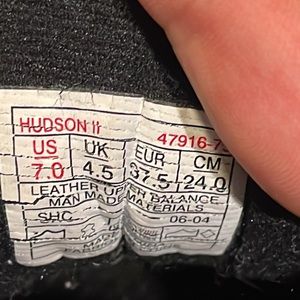 HUDSON II
47916-7
US UK EUR CM
7.0 4.5 37.5 24.0
LEATHER UPPER BALANCE
MAN MADE MATERIALS
SHC 06-04